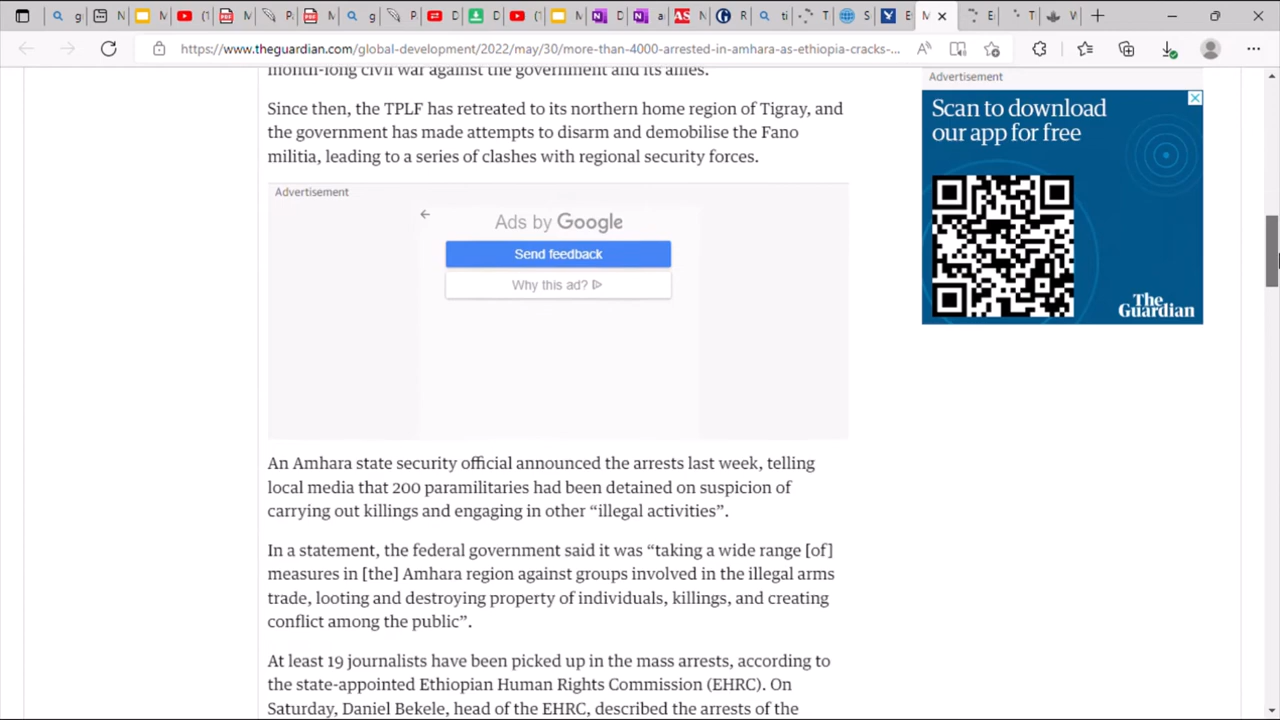 https://www.theguardian.com/global-development/2022/may/30/more-than-4000-arrested-in-amhara-as-ethiopia-cracks-...
month-long civil war against the government and its allies.
Since then, the TPLF has retreated to its northern home region of Tigray, and
the government has made attempts to disarm and demobilise the Fano
militia, leading to a series of clashes with regional security forces.
Advertisement
Ads by Google
Send feedback
Why this ad?
An Amhara state security official announced the arrests last week, telling
local media that 200 paramilitaries had been detained on suspicion of
carrying out killings and engaging in other “illegal activities”.
In a statement, the federal government said it was “taking a wide range [of]
measures in [the] Amhara region against groups involved in the illegal arms
trade, looting and destroying property of individuals, killings, and creating
conflict among the public”.
At least 19 journalists have been picked up in the mass arrests, according to
the state-appointed Ethiopian Human Rights Commission (EHRC). On
Saturday, Daniel Bekele, head of the EHRC, described the arrests of the
Advertisement
Scan to download
our app for free
The
Guardian